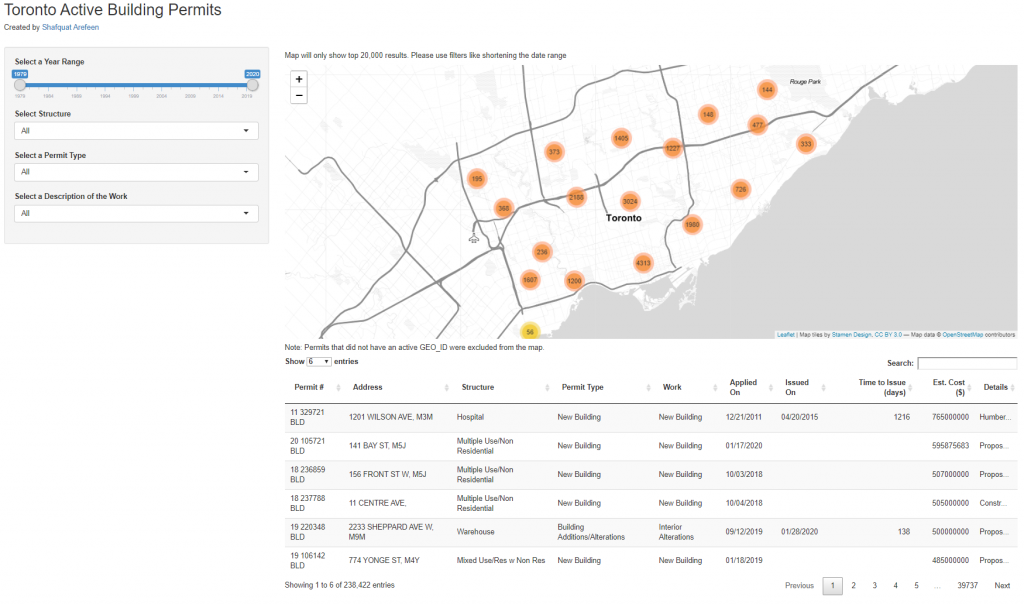 Toronto Active Building Permits
Created by Shafquat Arefeen
Select a Year Range
1979 2020
1979 1984 1989 1994 1999 2004 2009 2014 2019
Select Structure
All
Select a Permit Type
All
Select a Description of the Work
All
Map will only show top 20,000 results. Please use filters like shortening the date range
+
−
Rouge Park
144
148
477
1405
333
1227
373
195
726
2188
3024
368
Toronto
1980
236
4313
1607
1200
56
Leaflet | Map tiles by Stamen Design, CC BY 3.0 — Map data © OpenStreetMap contributors
Note: Permits that did not have an active GEO_ID were excluded from the map.
Show 6 entries
Search:
Permit # Address Structure Permit Type Work Applied On Issued On Time to Issue (days) Est. Cost ($) Details
11 329721 BLD 1201 WILSON AVE, M3M Hospital New Building New Building 12/21/2011 04/20/2015 1216 765000000 Humber...
20 105721 BLD 141 BAY ST, M5J Multiple Use/Non Residential New Building New Building 01/17/2020 595875683 Propos...
18 236859 BLD 156 FRONT ST W, M5J Multiple Use/Non Residential New Building New Building 10/03/2018 507000000 Propos...
18 237788 BLD 11 CENTRE AVE, Multiple Use/Non Residential New Building New Building 10/04/2018 505000000 Constr...
19 220348 BLD 2233 SHEPPARD AVE W, M9M Warehouse Building Additions/Alterations Interior Alterations 09/12/2019 01/28/2020 138 500000000 Propos...
19 106142 BLD 774 YONGE ST, M4Y Mixed Use/Res w Non Res New Building New Building 01/18/2019 485000000 Propos...
Showing 1 to 6 of 238,422 entries
Previous 1 2 3 4 5 … 39737 Next